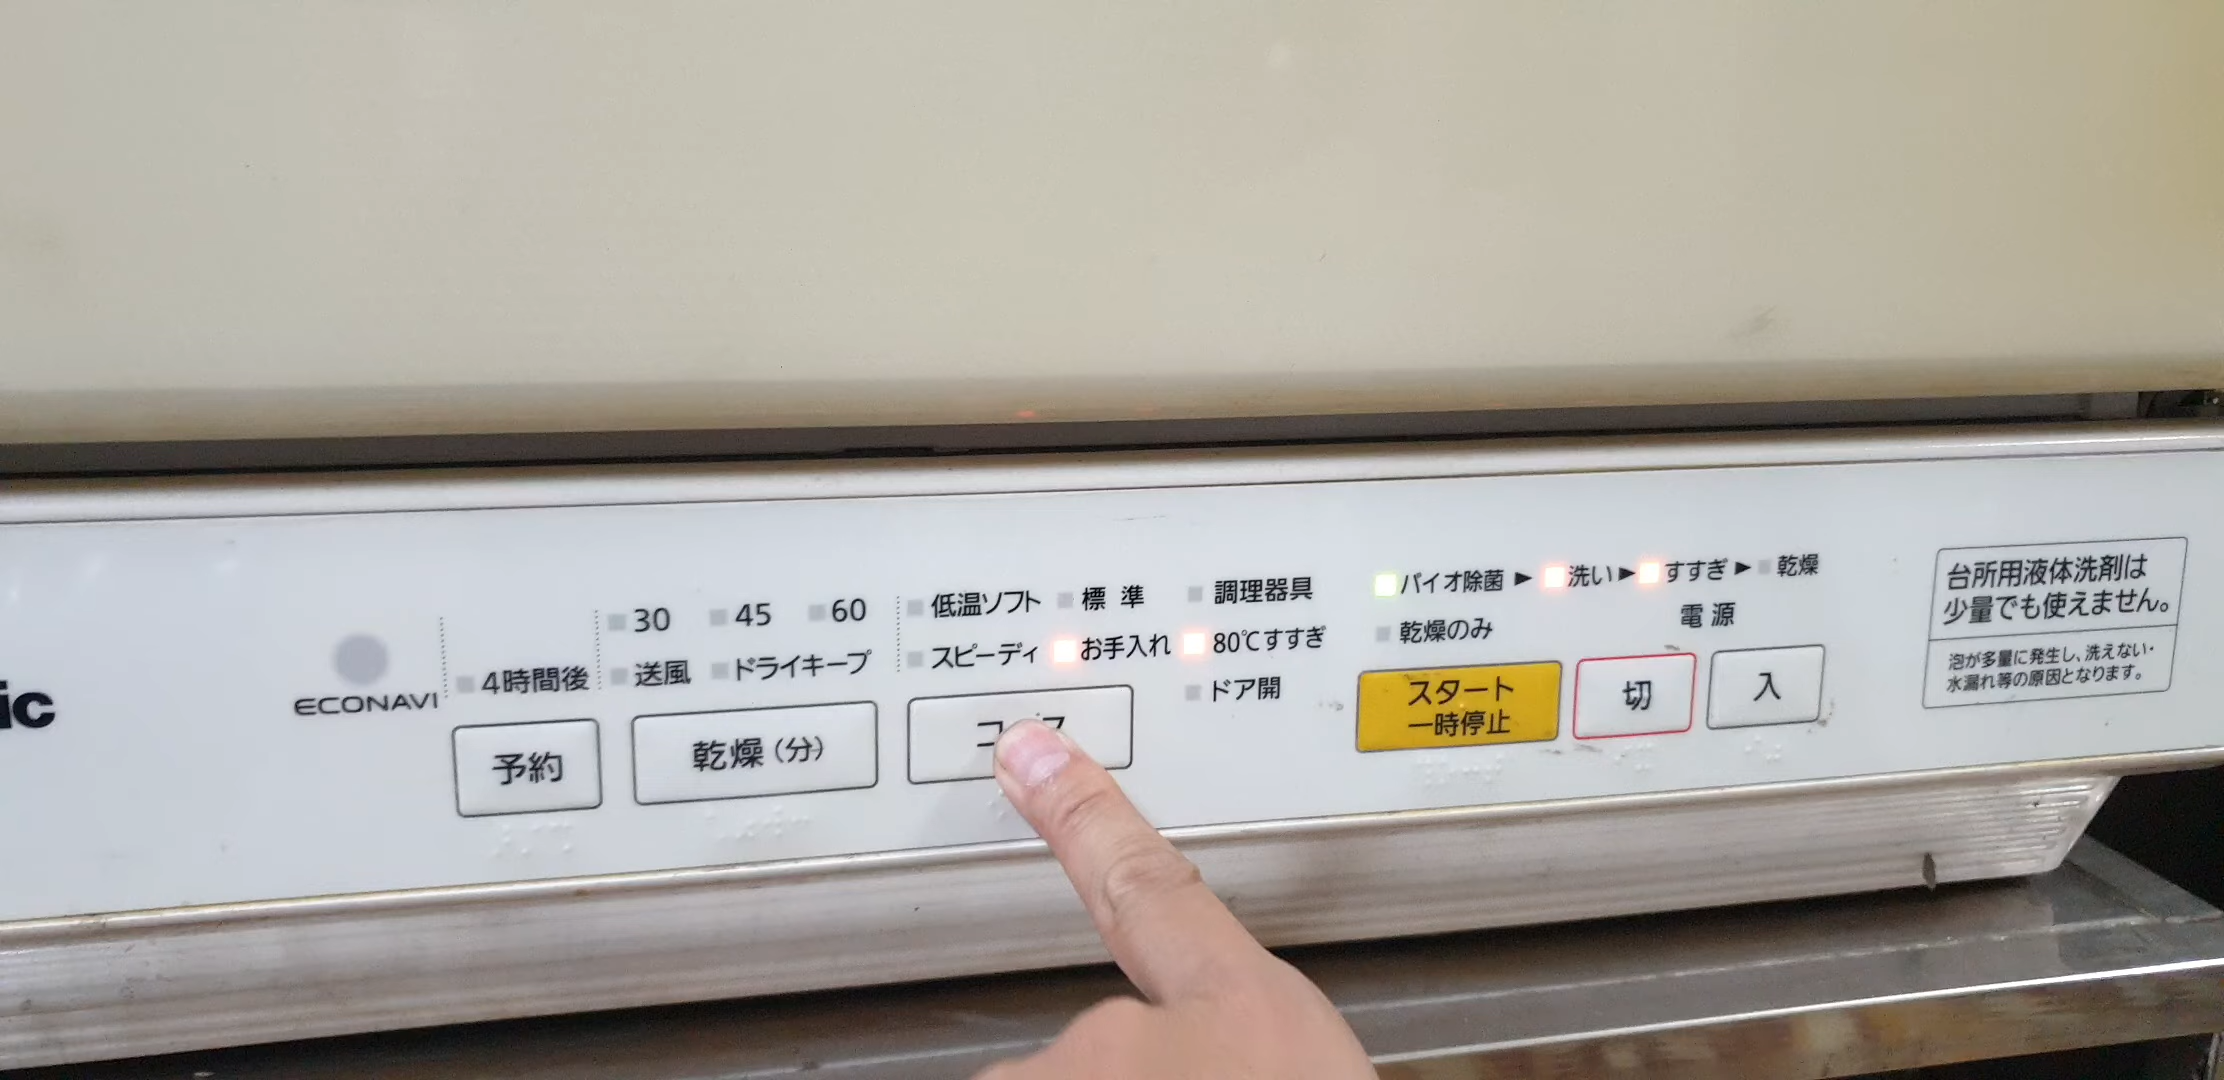 ic
ECONAVI
4時間後
30 45 60
送風 ドライキープ
低温ソフト 標 準 調理器具
スピーディ お手入れ 80℃すすぎ
ドア開
バイオ除菌 ▶ 洗い ▶ すすぎ ▶ 乾燥
乾燥のみ
電 源
予約
乾燥(分)
スタート
一時停止
切
入
台所用液体洗剤は
少量でも使えません。
泡が多量に発生し、洗えない・
水漏れ等の原因となります。